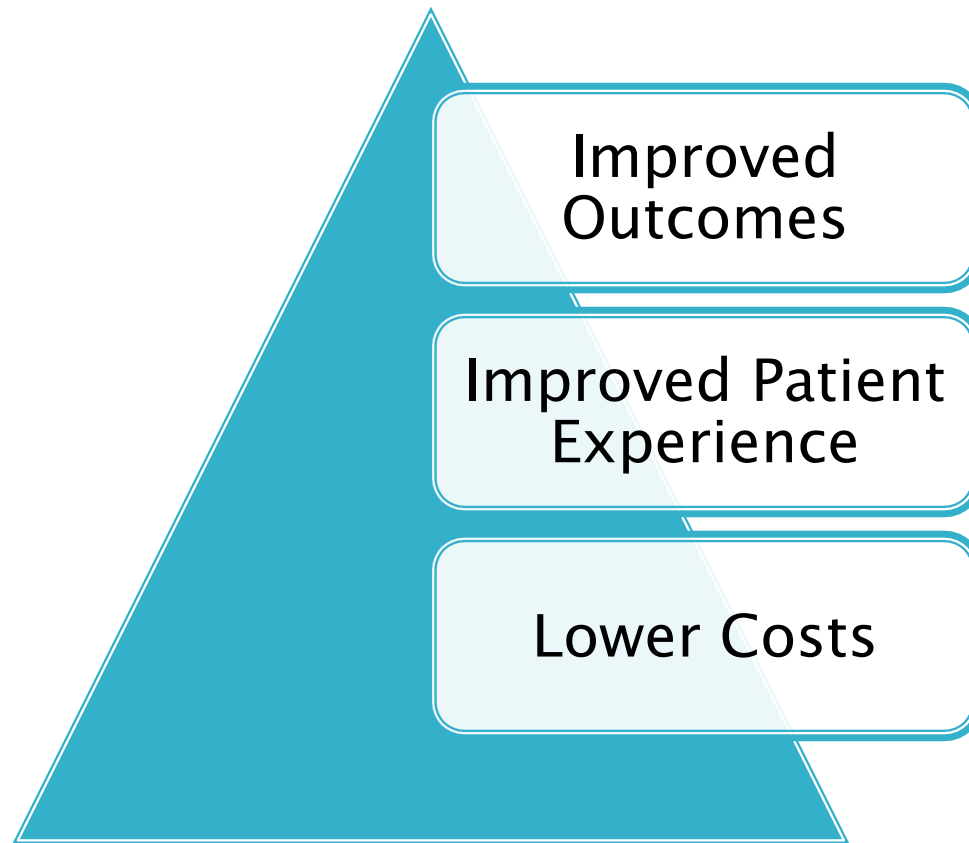 Improved
Outcomes
Improved Patient
Experience
Lower Costs